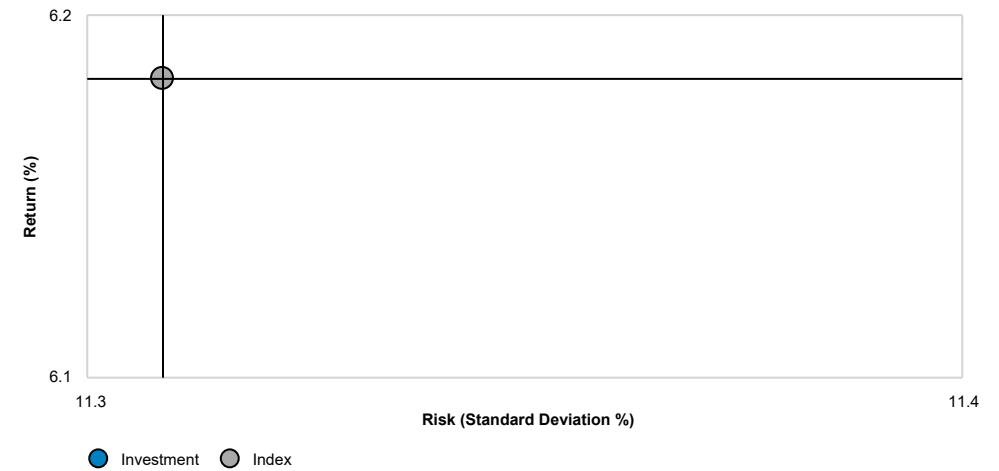 6.2
Return (%)
6.1
11.3
11.4
Risk (Standard Deviation %)
Investment
Index